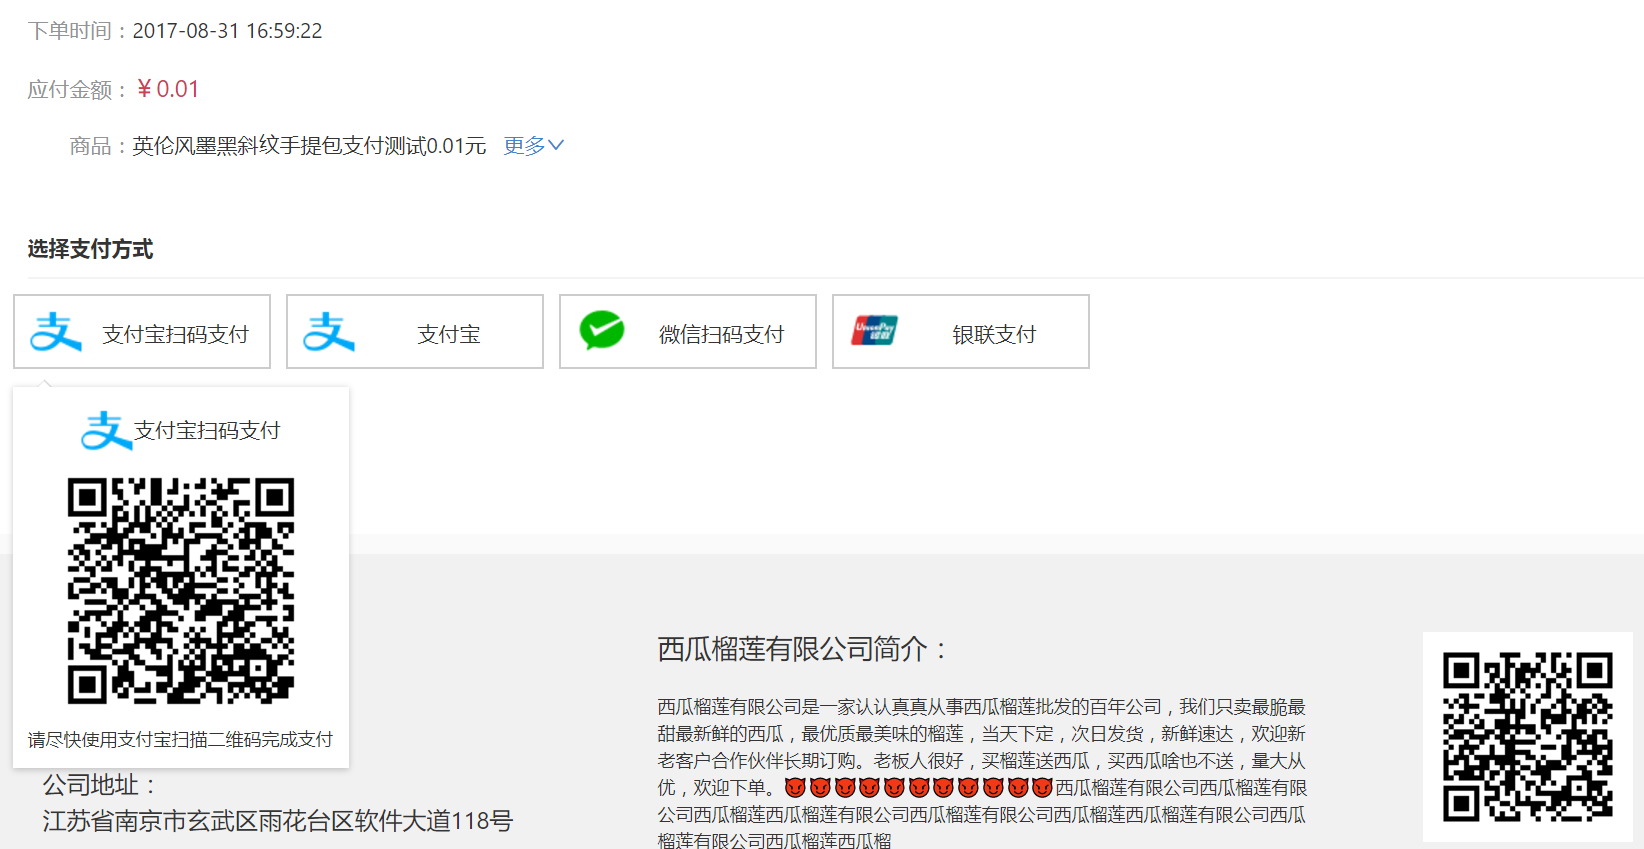 下单时间：2017-08-31 16:59:22
应付金额：¥ 0.01
商品：英伦风墨黑斜纹手提包支付测试0.01元 更多
选择支付方式
支 支付宝扫码支付
支 支付宝
微信扫码支付
UnionPay 银联 银联支付
支 支付宝扫码支付
请尽快使用支付宝扫描二维码完成支付
公司地址：
江苏省南京市玄武区雨花台区软件大道118号
西瓜榴莲有限公司简介：
西瓜榴莲有限公司是一家认认真真从事西瓜榴莲批发的百年公司，我们只卖最脆最
甜最新鲜的西瓜，最优质最美味的榴莲，当天下定，次日发货，新鲜速达，欢迎新
老客户合作伙伴长期订购。老板人很好，买榴莲送西瓜，买西瓜啥也不送，量大从
优，欢迎下单。😈😈😈😈😈😈😈😈😈😈😈西瓜榴莲有限公司西瓜榴莲有限
公司西瓜榴莲西瓜榴莲有限公司西瓜榴莲有限公司西瓜榴莲西瓜榴莲有限公司西瓜
榴莲有限公司西瓜榴莲西瓜榴